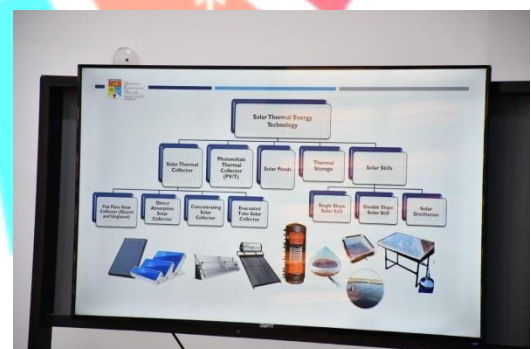 Solar Thermal Energy
Technology
Solar Thermal
Collector
Photovoltaic
Thermal
Collector
(PV/T)
Solar Ponds
Thermal
Storage
Solar Stills
Flat Plate Solar
Collector (Glazed
and Unglazed)
Direct
Absorption
Solar
Collector
Concentrating
Solar
Collector
Evacuated
Tube Solar
Collector
Single Slope
Solar Still
Double Slope
Solar Still
Solar
Distillation